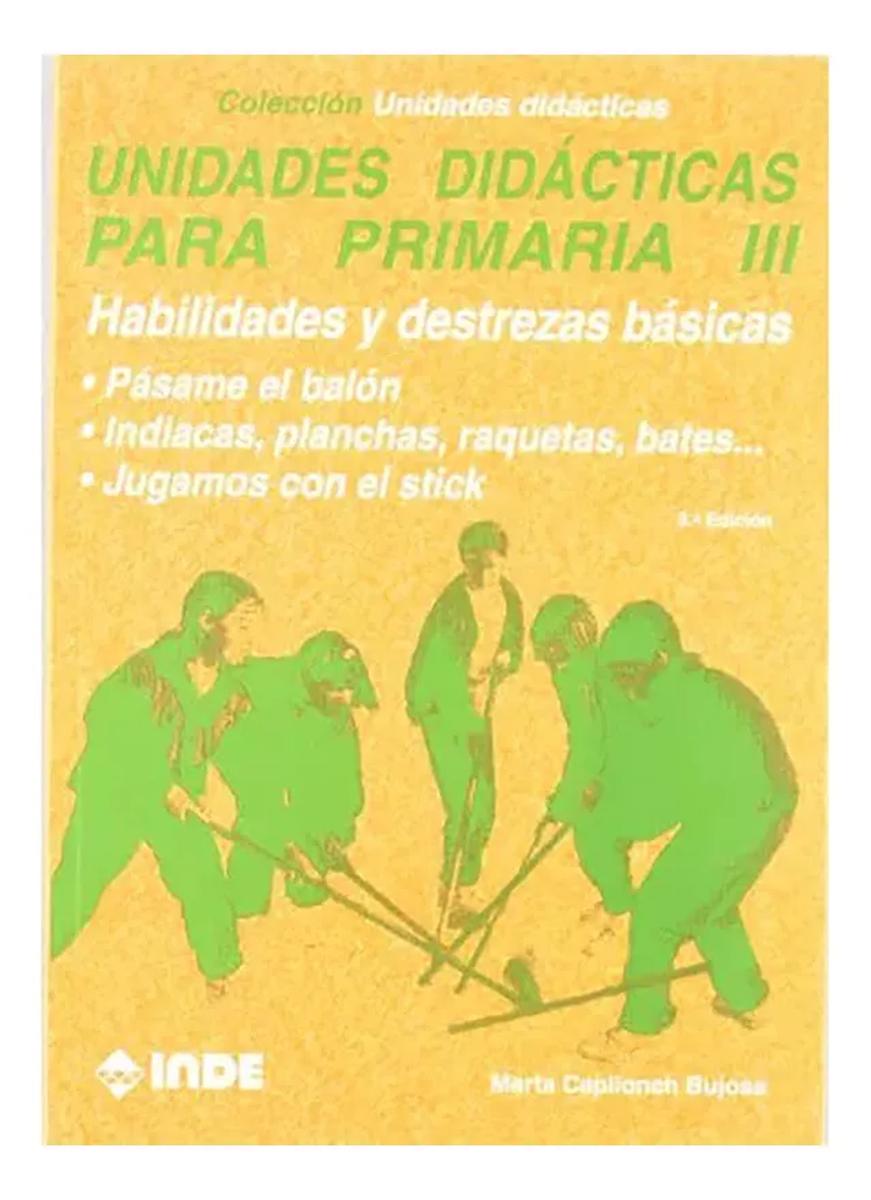 Colección Unidades didácticas
UNIDADES DIDÁCTICAS
PARA PRIMARIA III
Habilidades y destrezas básicas
• Pásame el balón
• Indiacas, planchas, raquetas, bates...
• Jugamos con el stick
3.ª Edición
INDE
Marta Capllonch Bujosa